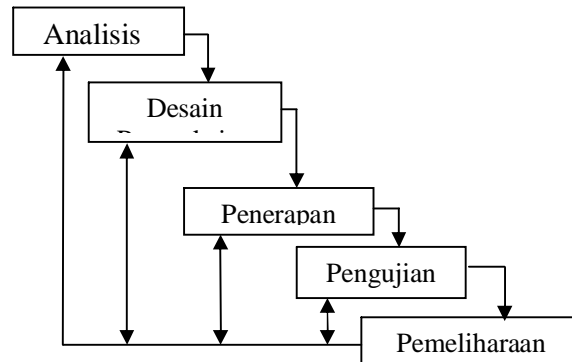 Analisis
Desain
Penerapan
Pengujian
Pemeliharaan